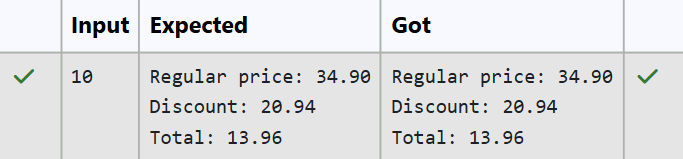 Input Expected Got
10 Regular price: 34.90 Regular price: 34.90
Discount: 20.94 Discount: 20.94
Total: 13.96 Total: 13.96